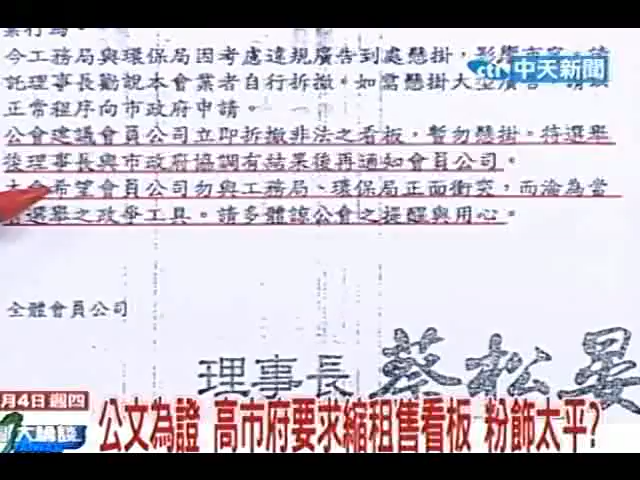 今工務局與環保局因考慮違規廣告到處懸掛,影響市容,請
託理事長勸說本會業者自行拆撤。如需懸掛大型廣告
正常程序向市政府申請。
公會建議會員公司立即拆撤非法之看板,暫勿懸掛。待選舉
後理事長與市政府協調有結果後再通知會員公司。
希望會員公司勿與工務局、環保局正面衝突,而淪為當
選舉之政爭工具。請多體諒公會之提醒與用心。
全體會員公司
理事長 蔡松晏
ctі 中天新聞
月4日 週四
公文為證 高市府要求縮租售看板 粉飾太平?
大論談